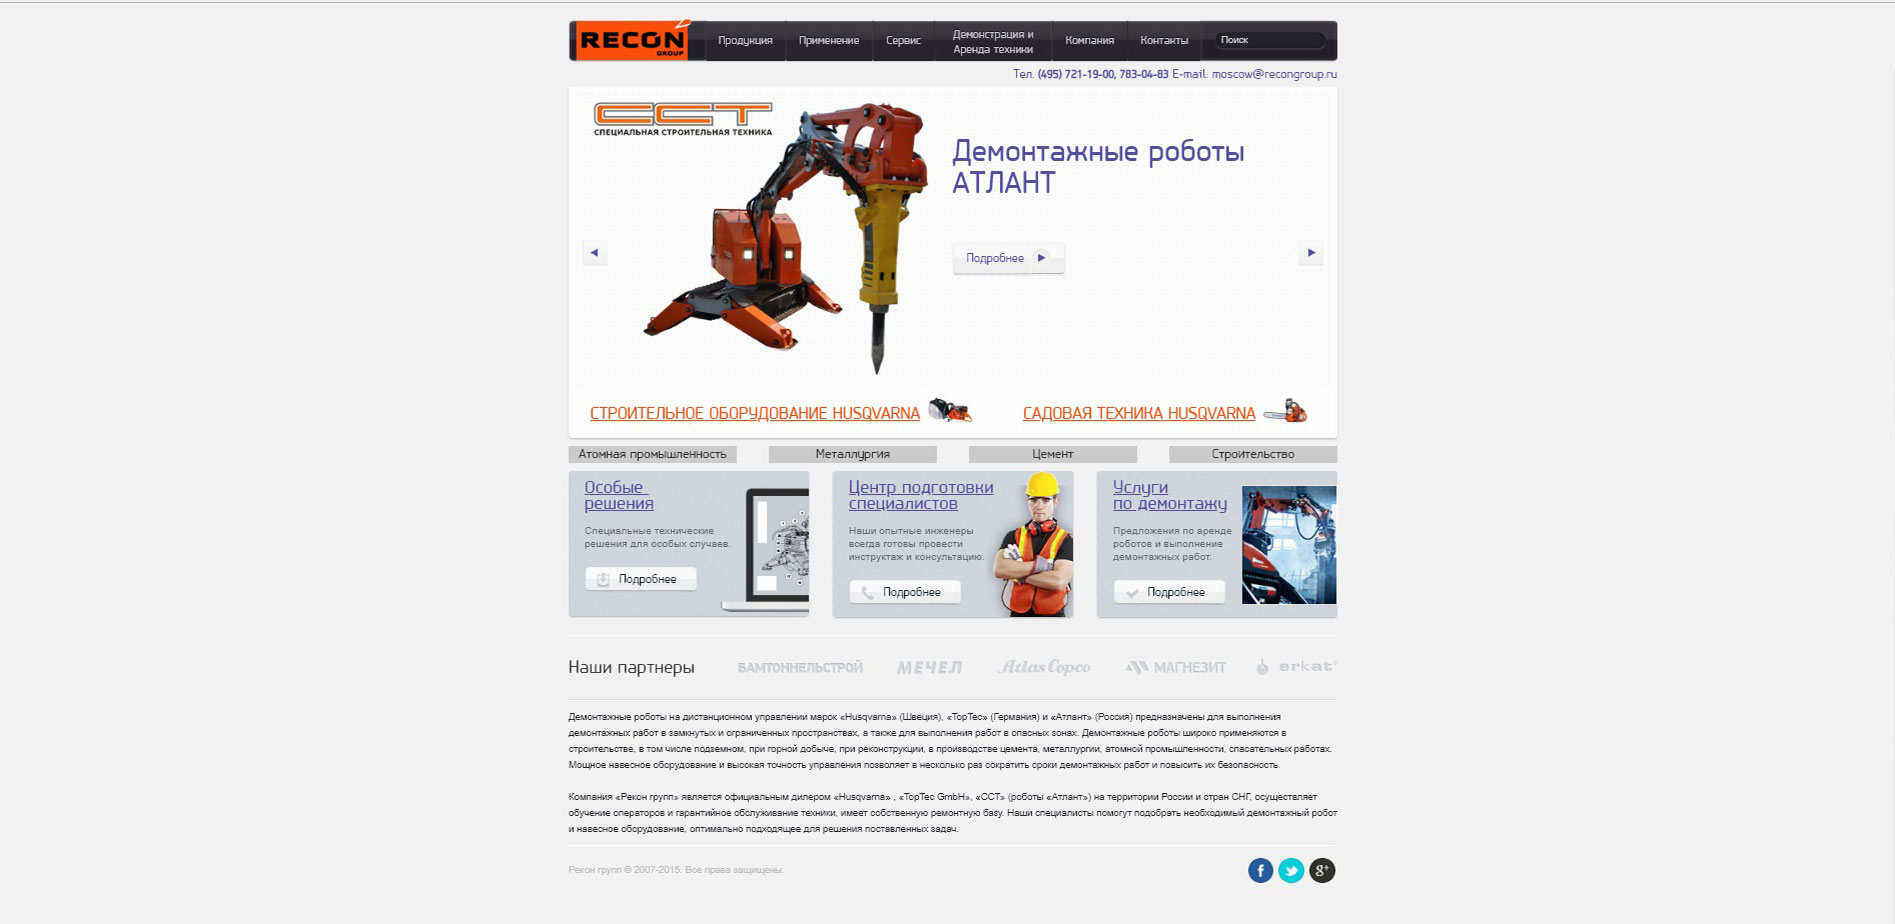 RECON
GROUP
Продукция
Применение
Сервис
Демонстрация и
Аренда техники
Компания
Контакты
Поиск
Тел. (495) 721-19-00, 783-04-83 E-mail: moscow@recongroup.ru
ССТ
СПЕЦИАЛЬНАЯ СТРОИТЕЛЬНАЯ ТЕХНИКА
Демонтажные роботы
АТЛАНТ
Подробнее
СТРОИТЕЛЬНОЕ ОБОРУДОВАНИЕ HUSQVARNA
САДОВАЯ ТЕХНИКА HUSQVARNA
Атомная промышленность
Металлургия
Цемент
Строительство
Особые
решения
Специальные технические
решения для особых случаев.
Подробнее
Центр подготовки
специалистов
Наши опытные инженеры
всегда готовы провести
инструктаж и консультацию.
Подробнее
Услуги
по демонтажу
Предложения по аренде
роботов и выполнение
демонтажных работ.
Подробнее
Наши партнеры
БАМТОННЕЛЬСТРОЙ
МЕЧЕЛ
Atlas Copco
МАГНЕЗИТ
erkat
Демонтажные роботы на дистанционном управлении марок «Husqvarna» (Швеция), «TopTec» (Германия) и «Атлант» (Россия) предназначены для выполнения
демонтажных работ в замкнутых и ограниченных пространствах, а также для выполнения работ в опасных зонах. Демонтажные роботы широко применяются в
строительстве, в том числе подземном, при горной добыче, при реконструкции, в производстве цемента, металлургии, атомной промышленности, спасательных работах.
Мощное навесное оборудование и высокая точность управления позволяет в несколько раз сократить сроки демонтажных работ и повысить их безопасность.
Компания «Рекон групп» является официальным дилером «Husqvarna» , «TopTec GmbH», «ССТ» (роботы «Атлант») на территории России и стран СНГ, осуществляет
обучение операторов и гарантийное обслуживание техники, имеет собственную ремонтную базу. Наши специалисты помогут подобрать необходимый демонтажный робот
и навесное оборудование, оптимально подходящее для решения поставленных задач.
Рекон групп © 2007-2015. Все права защищены.
f
g+